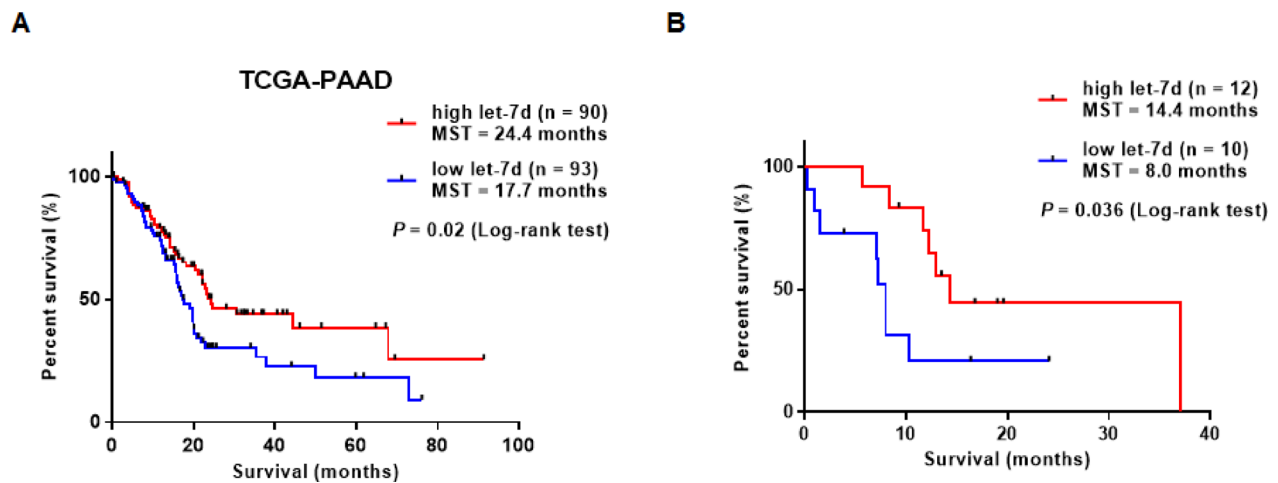 A
TCGA-PAAD
high let-7d (n = 90)
MST = 24.4 months
low let-7d (n = 93)
MST = 17.7 months
P = 0.02 (Log-rank test)
Percent survival (%)
100
50
0
0 20 40 60 80 100
Survival (months)
B
high let-7d (n = 12)
MST = 14.4 months
low let-7d (n = 10)
MST = 8.0 months
P = 0.036 (Log-rank test)
Percent survival (%)
100
50
0
0 10 20 30 40
Survival (months)